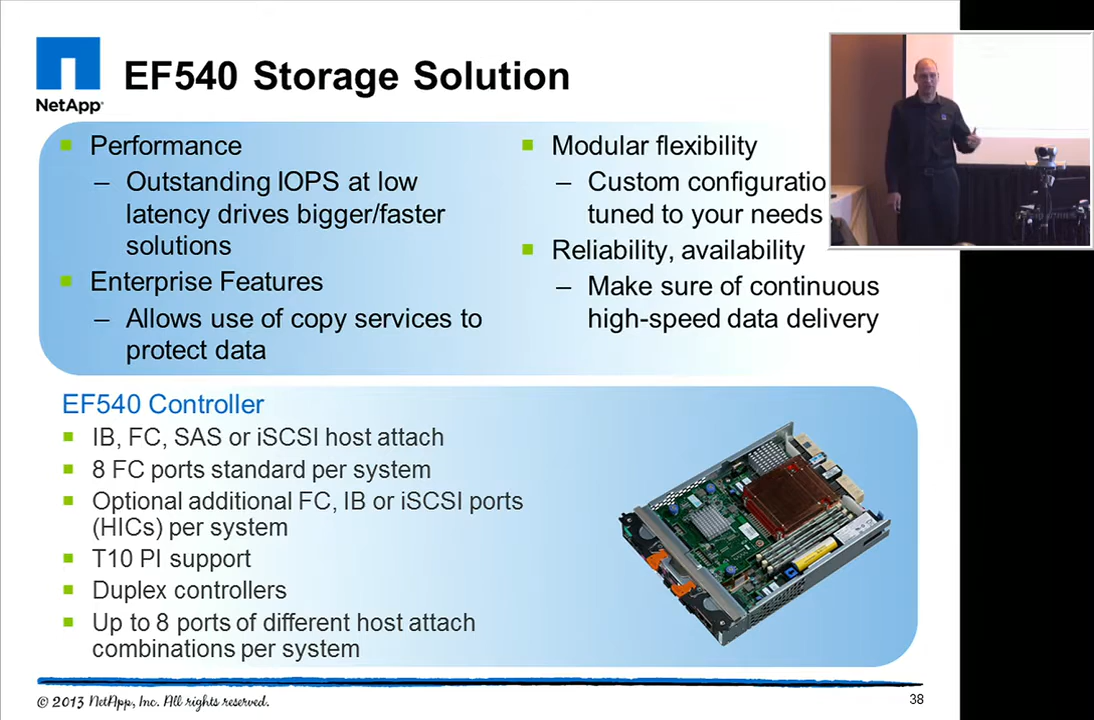 NetApp
EF540 Storage Solution
Performance
– Outstanding IOPS at low
latency drives bigger/faster
solutions
Enterprise Features
– Allows use of copy services to
protect data
Modular flexibility
– Custom configuratio
tuned to your needs
Reliability, availability
– Make sure of continuous
high-speed data delivery
EF540 Controller
IB, FC, SAS or iSCSI host attach
8 FC ports standard per system
Optional additional FC, IB or iSCSI ports
(HICs) per system
T10 PI support
Duplex controllers
Up to 8 ports of different host attach
combinations per system
© 2013 NetApp, Inc. All rights reserved.
38